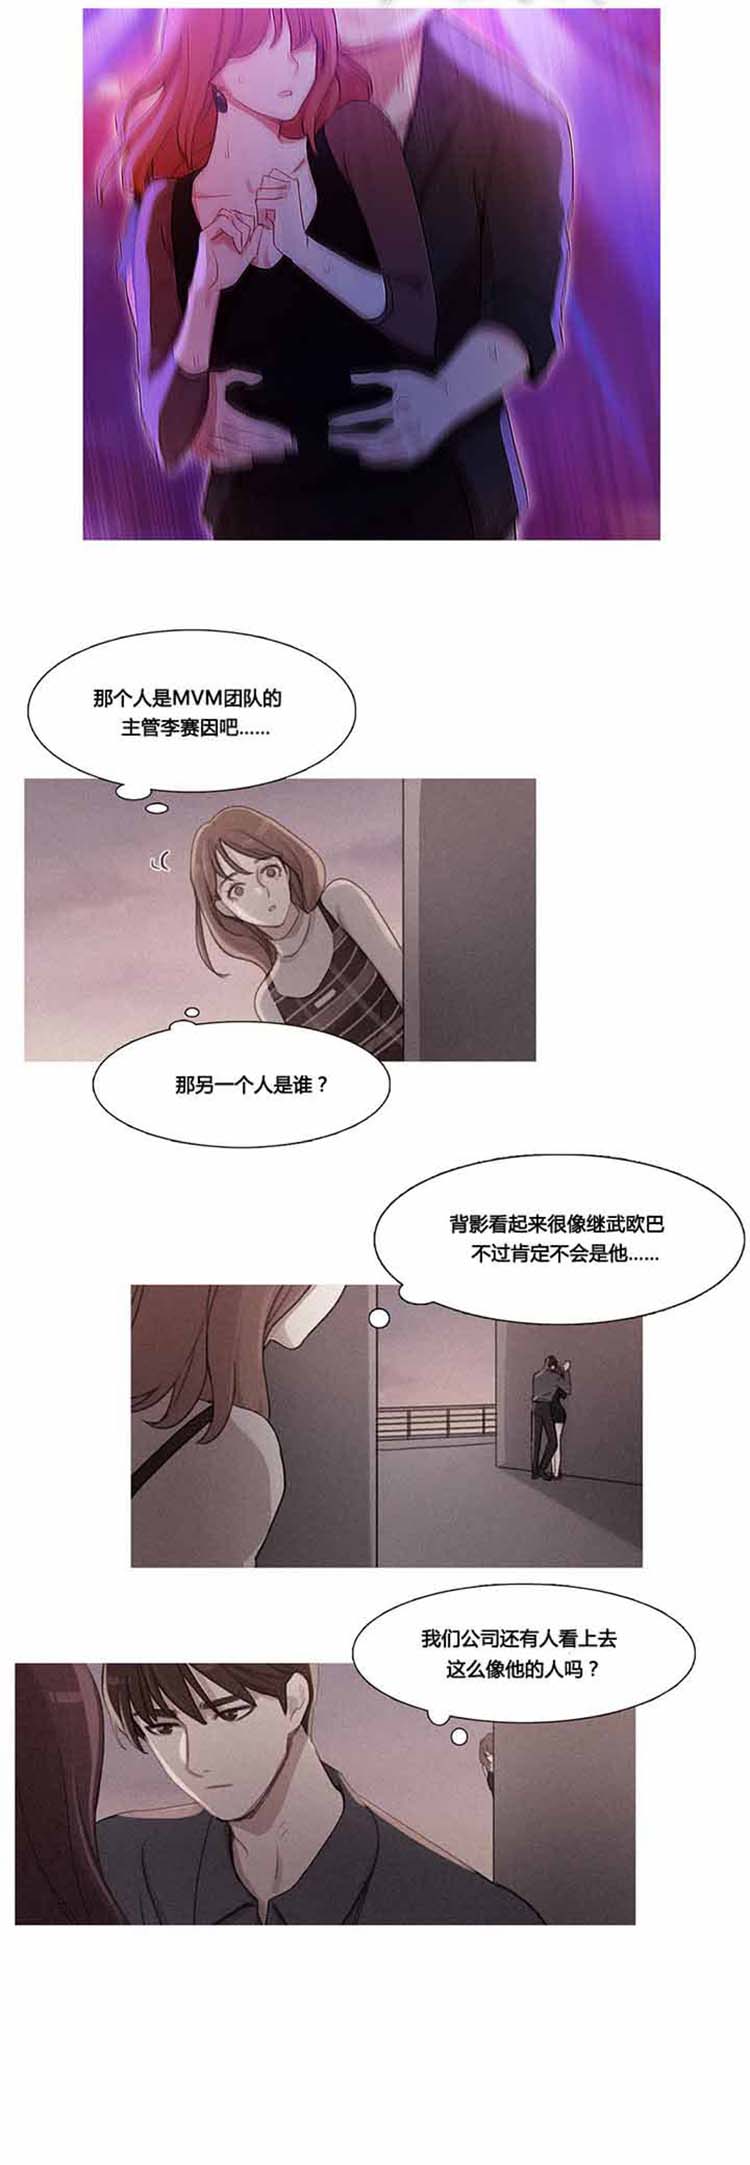 那个人是MVM团队的
主管李赛因吧……
那另一个人是谁？
背影看起来很像继武欧巴
不过肯定不会是他……
我们公司还有人看上去
这么像他的人吗？